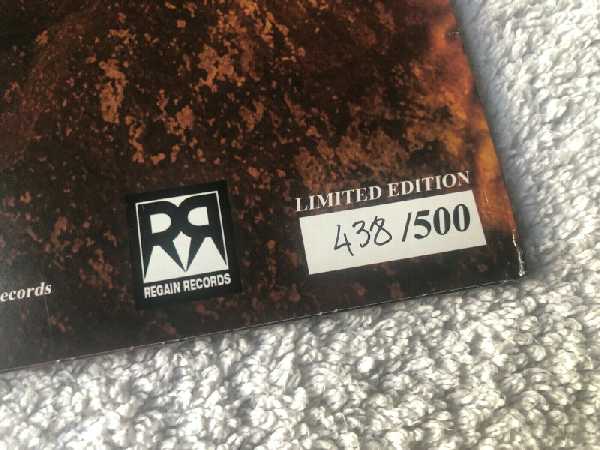 LIMITED EDITION
438 /500
RR
REGAIN RECORDS
ecords